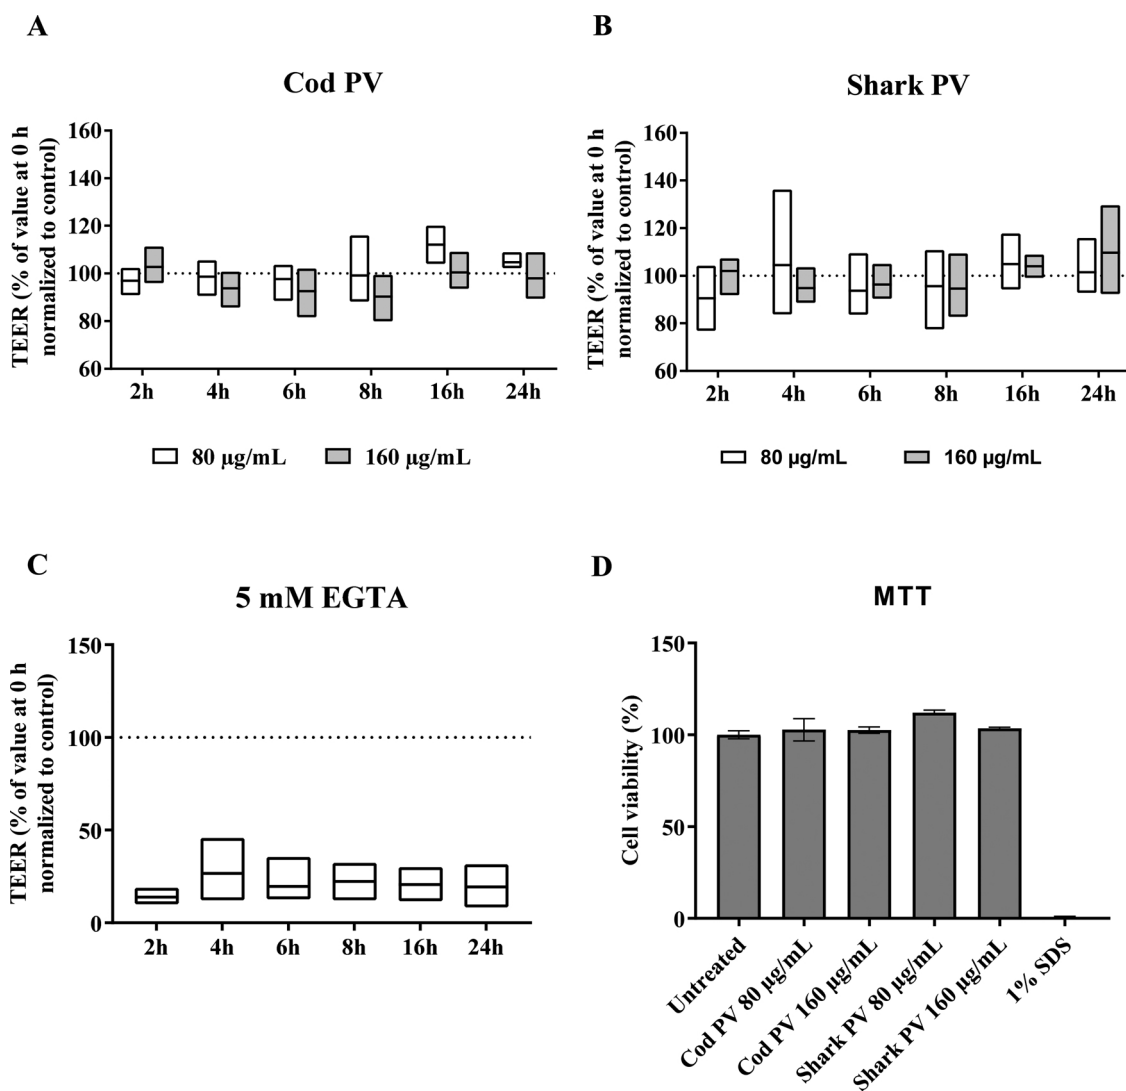 A
Cod PV
TEER (% of value at 0 h
normalized to control)
160
140
120
100
80
60
2h 4h 6h 8h 16h 24h
80 µg/mL 160 µg/mL
B
Shark PV
TEER (% of value at 0 h
normalized to control)
160
140
120
100
80
60
2h 4h 6h 8h 16h 24h
80 µg/mL 160 µg/mL
C
5 mM EGTA
TEER (% of value at 0 h
normalized to control)
150
100
50
0
2h 4h 6h 8h 16h 24h
D
MTT
Cell viability (%)
150
100
50
0
Untreated
Cod PV 80 µg/mL
Cod PV 160 µg/mL
Shark PV 80 µg/mL
Shark PV 160 µg/mL
1% SDS